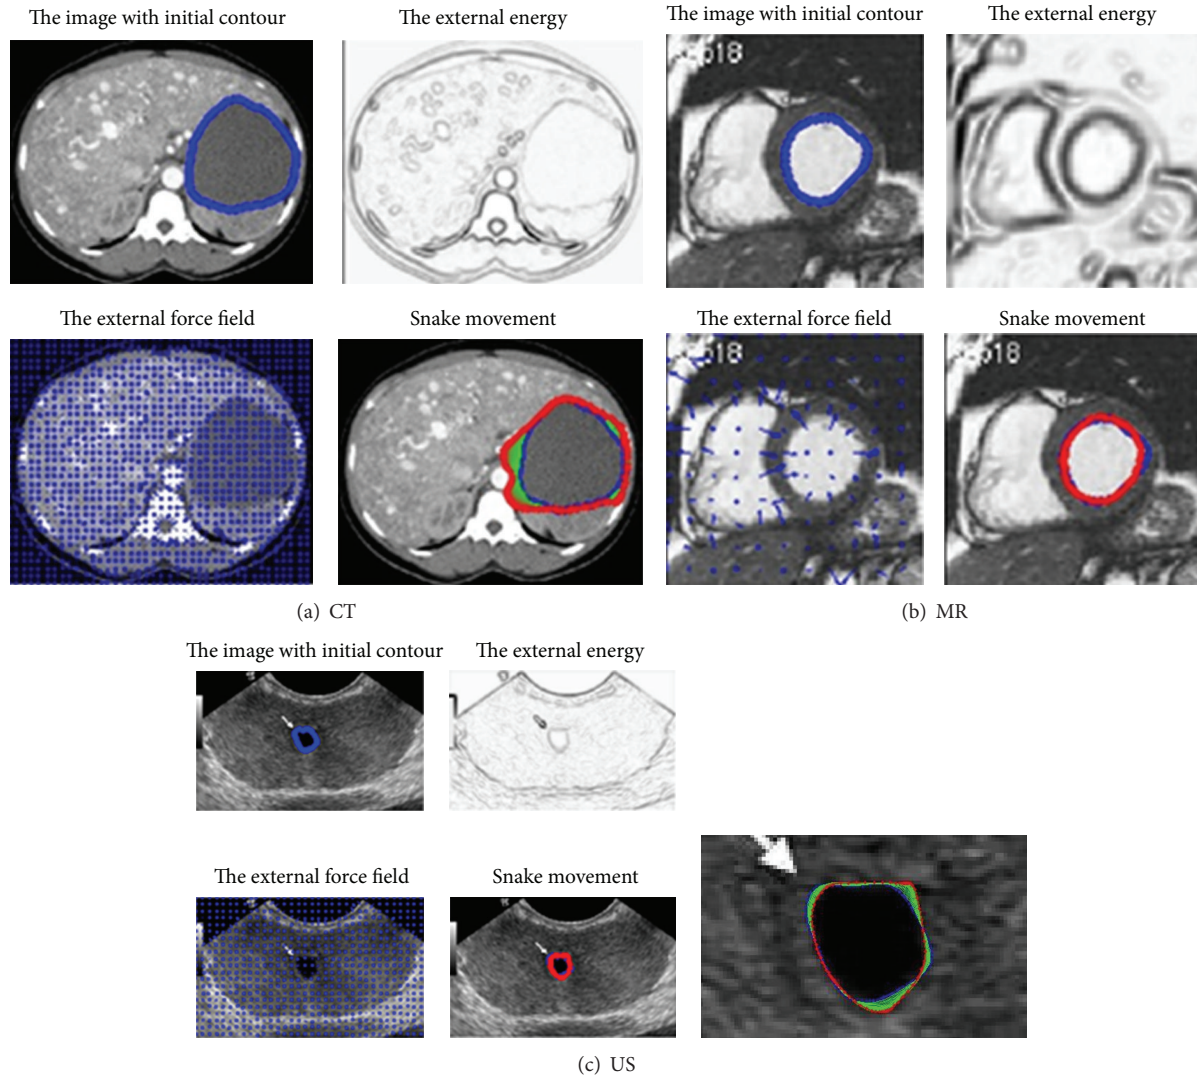 The image with initial contour
The external energy
The image with initial contour
The external energy
The external force field
Snake movement
The external force field
Snake movement
(a) CT
(b) MR
The image with initial contour
The external energy
The external force field
Snake movement
(c) US